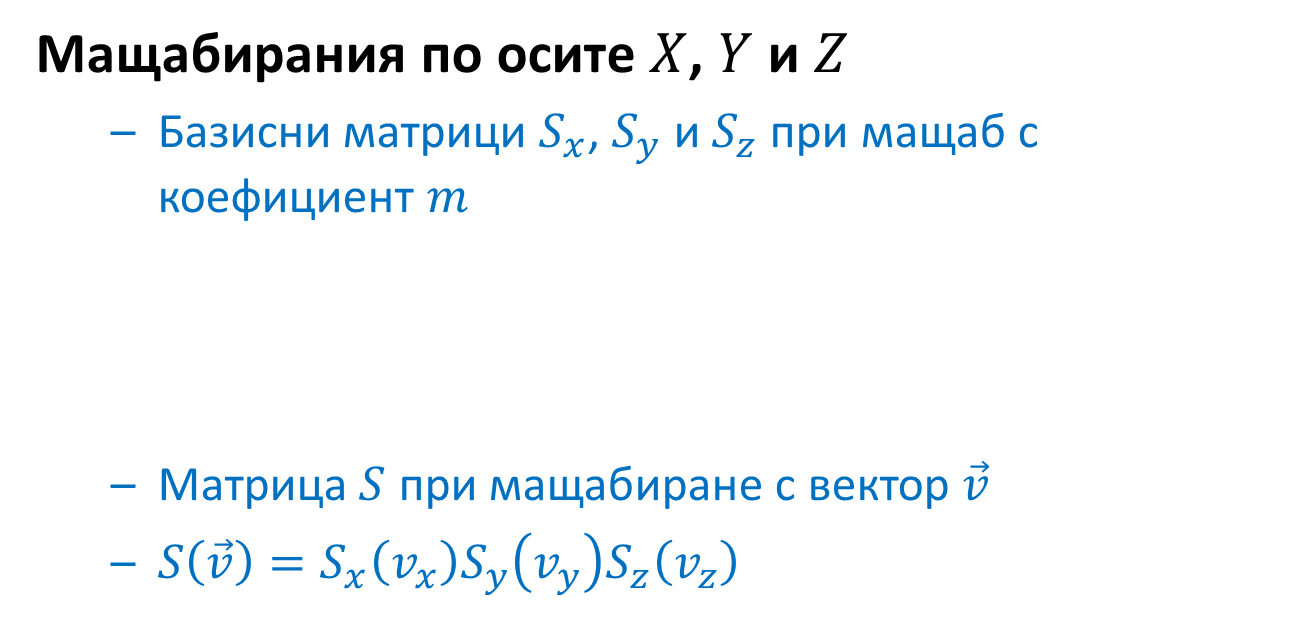 Мащабирания по осите X, Y и Z
– Базисни матрици Sₓ, S_y и S_z при мащаб с
коефициент m
– Матрица S при мащабиране с вектор v⃗
– S(v⃗) = Sₓ(vₓ)S_y(v_y)S_z(v_z)